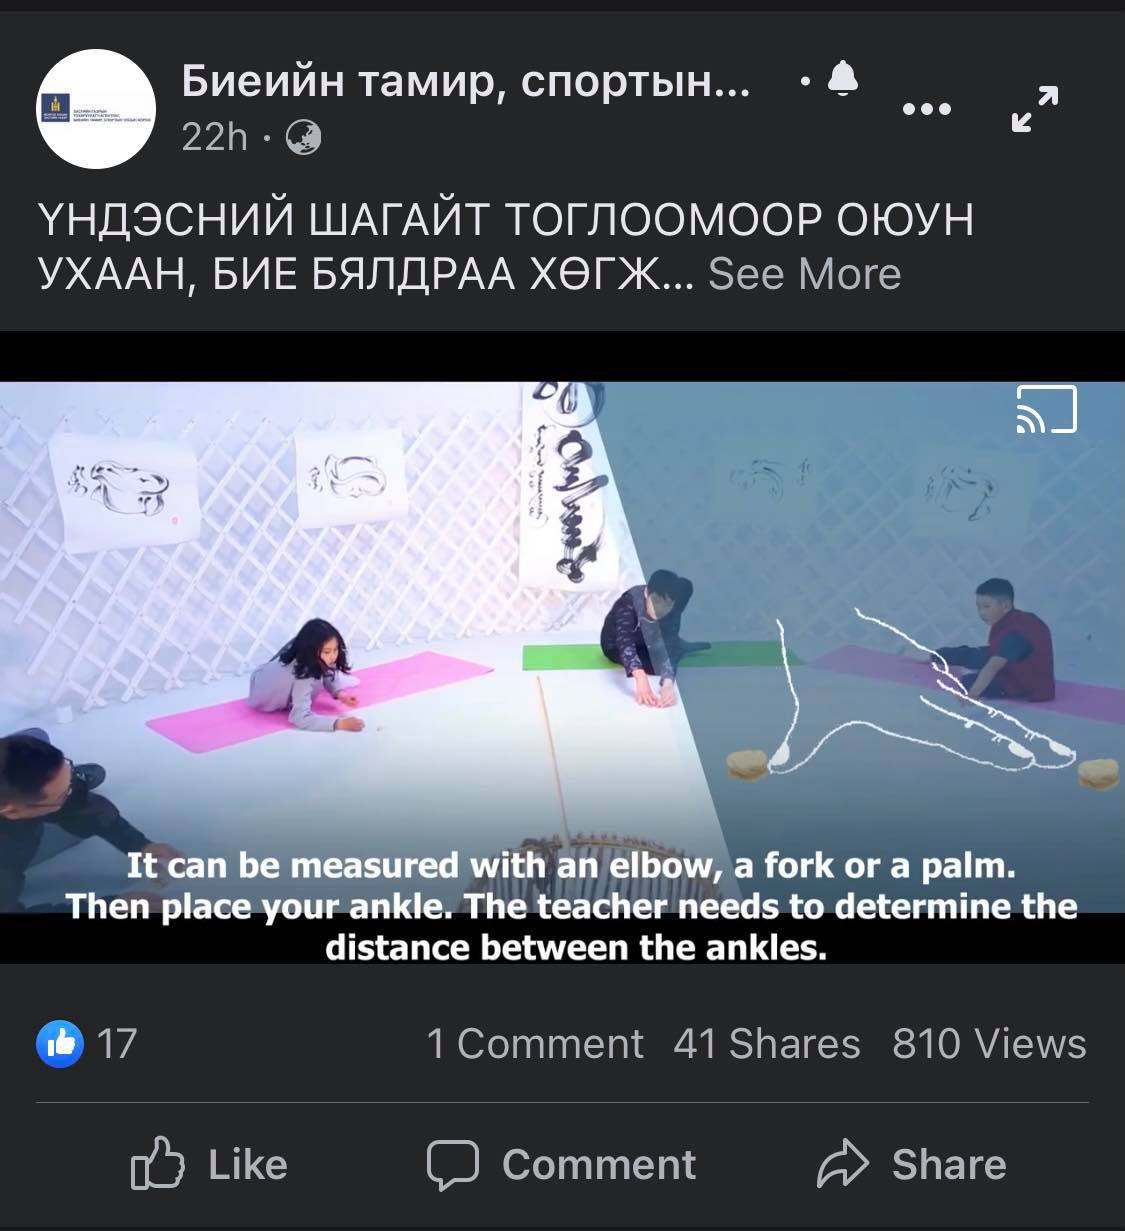 Биеийн тамир, спортын... ·
22h ·
ҮНДЭСНИЙ ШАГАЙТ ТОГЛООМООР ОЮУН
УХААН, БИЕ БЯЛДРАА ХӨГЖ... See More
It can be measured with an elbow, a fork or a palm.
Then place your ankle. The teacher needs to determine the
distance between the ankles.
17
1 Comment 41 Shares 810 Views
Like Comment Share